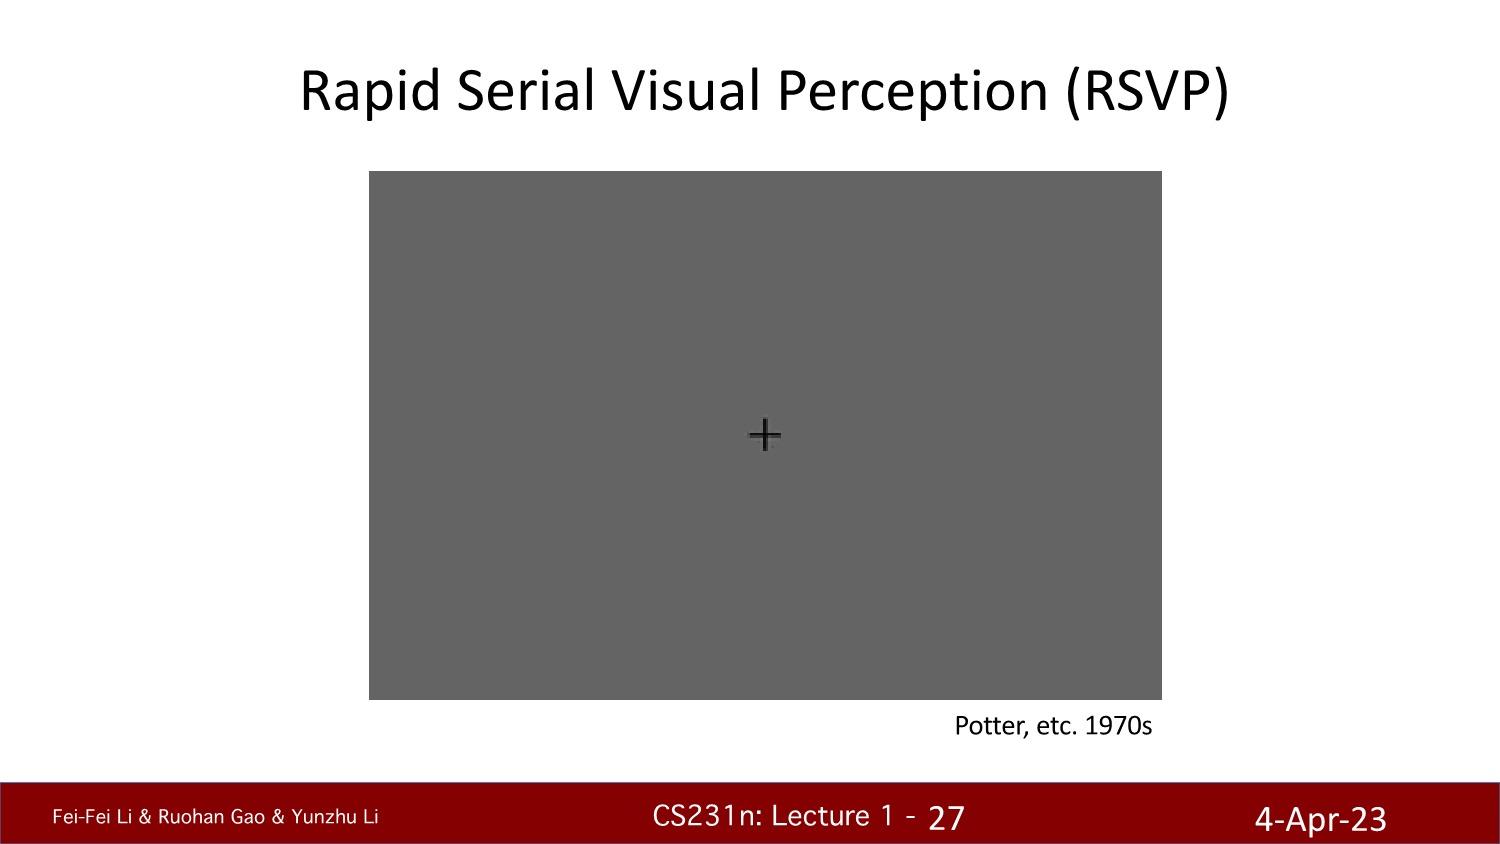 Rapid Serial Visual Perception (RSVP)
Potter, etc. 1970s
Fei-Fei Li & Ruohan Gao & Yunzhu Li
CS231n: Lecture 1 - 27
4-Apr-23